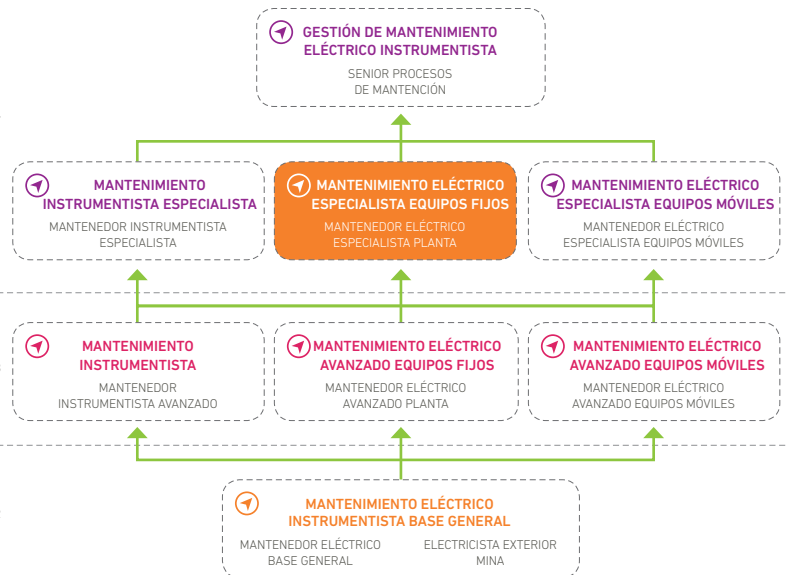 GESTIÓN DE MANTENIMIENTO
ELÉCTRICO INSTRUMENTISTA
SENIOR PROCESOS
DE MANTENCIÓN
MANTENIMIENTO
INSTRUMENTISTA ESPECIALISTA
MANTENEDOR INSTRUMENTISTA
ESPECIALISTA
MANTENIMIENTO ELÉCTRICO
ESPECIALISTA EQUIPOS FIJOS
MANTENEDOR ELÉCTRICO
ESPECIALISTA PLANTA
MANTENIMIENTO ELÉCTRICO
ESPECIALISTA EQUIPOS MÓVILES
MANTENEDOR ELÉCTRICO
ESPECIALISTA EQUIPOS MÓVILES
MANTENIMIENTO
INSTRUMENTISTA
MANTENEDOR
INSTRUMENTISTA AVANZADO
MANTENIMIENTO ELÉCTRICO
AVANZADO EQUIPOS FIJOS
MANTENEDOR ELÉCTRICO
AVANZADO PLANTA
MANTENIMIENTO ELÉCTRICO
AVANZADO EQUIPOS MÓVILES
MANTENEDOR ELÉCTRICO
AVANZADO EQUIPOS MÓVILES
MANTENIMIENTO ELÉCTRICO
INSTRUMENTISTA BASE GENERAL
MANTENEDOR ELÉCTRICO
BASE GENERAL
ELECTRICISTA EXTERIOR
MINA